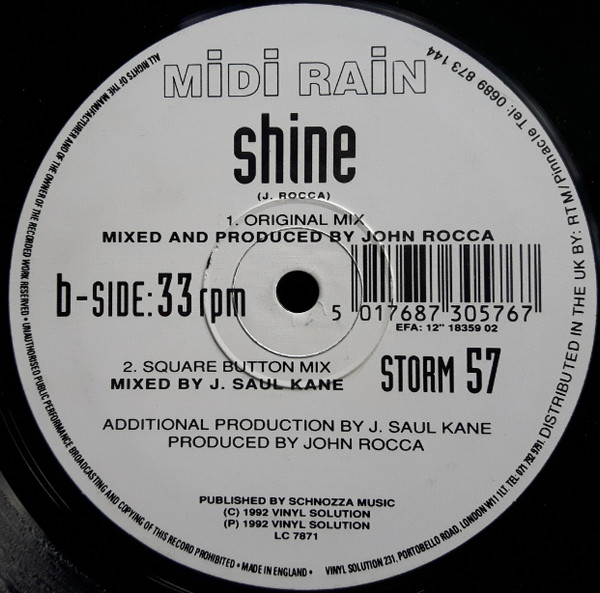 MiDi RAiN
shine
(J. ROCCA)
1. ORIGINAL MIX
MIXED AND PRODUCED BY JOHN ROCCA
b-SIDE: 33 rpm
5 017687 305767
EFA: 12" 18359 02
2. SQUARE BUTTON MIX
MIXED BY J. SAUL KANE
STORM 57
ADDITIONAL PRODUCTION BY J. SAUL KANE
PRODUCED BY JOHN ROCCA
PUBLISHED BY SCHNOZZA MUSIC
(C) 1992 VINYL SOLUTION
(P) 1992 VINYL SOLUTION
LC 7871
ALL RIGHTS OF THE MANUFACTURER AND OF THE OWNER OF THE RECORDED WORK RESERVED • UNAUTHORISED PUBLIC PERFORMANCE BROADCASTING AND COPYING OF THIS RECORD PROHIBITED • MADE IN ENGLAND •
VINYL SOLUTION 231, PORTOBELLO ROAD, LONDON W11 1LT. TEL 071 792 9791. DISTRIBUTED IN THE UK BY: RTM/Pinnacle Tel: 0689 873 144